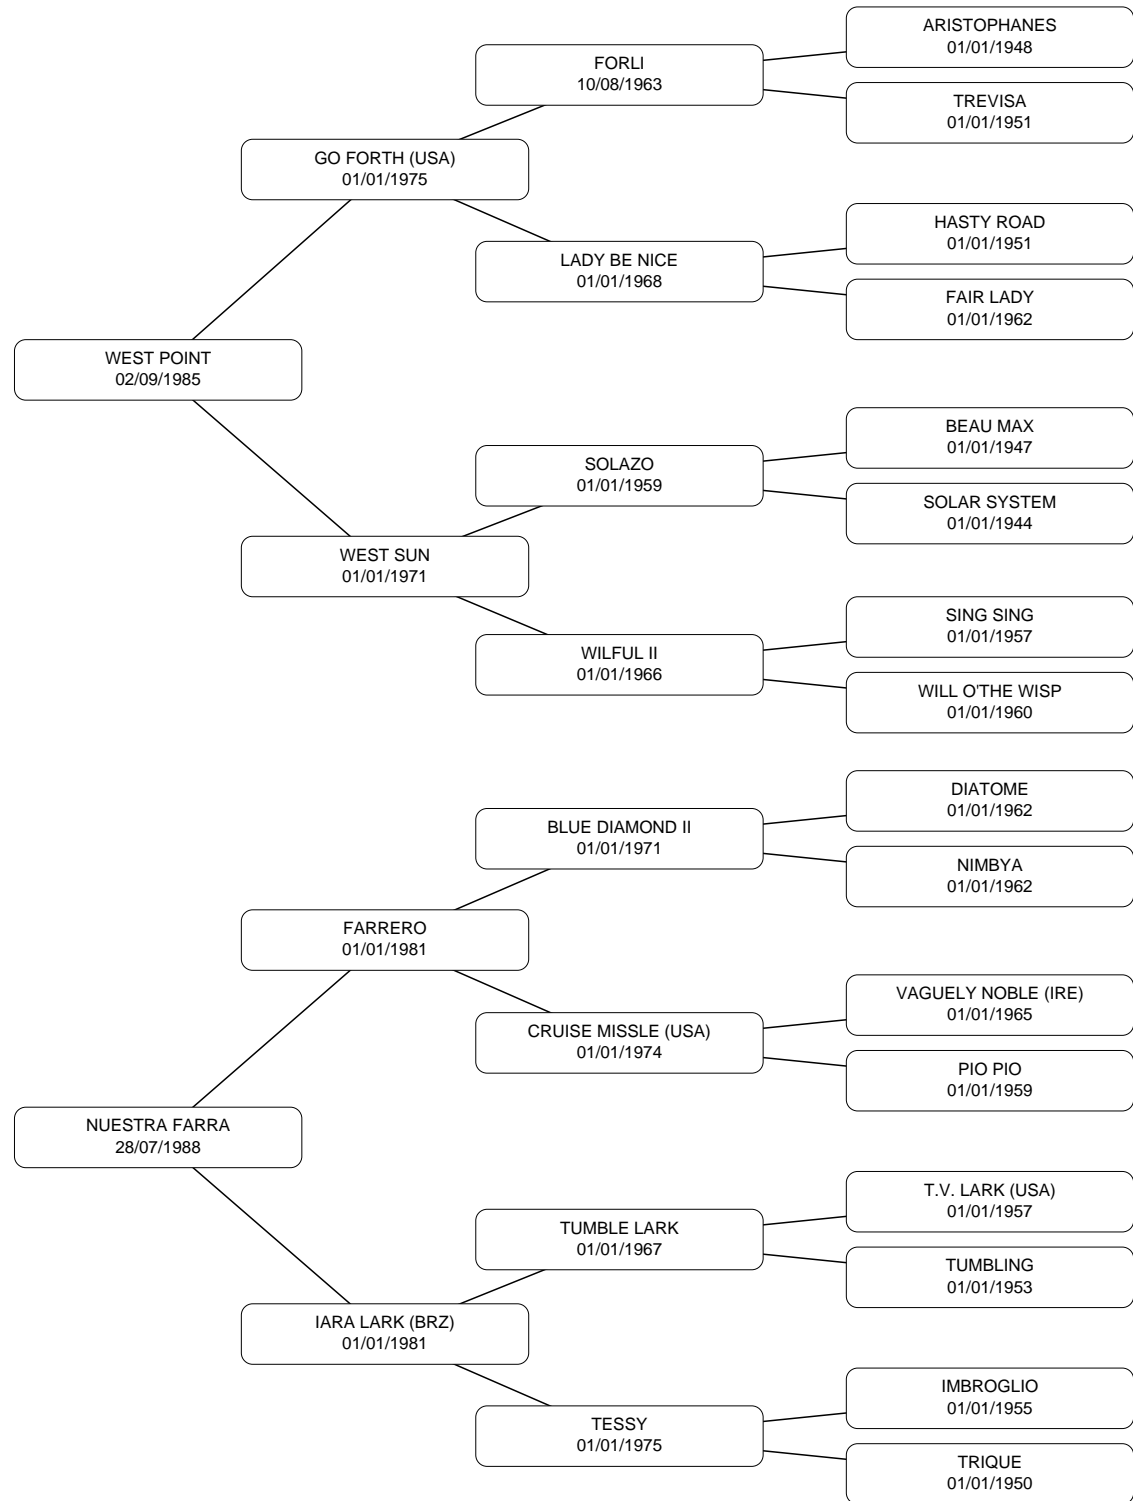 ARISTOPHANES
01/01/1948
FORLI
10/08/1963
TREVISA
01/01/1951
GO FORTH (USA)
01/01/1975
HASTY ROAD
01/01/1951
LADY BE NICE
01/01/1968
FAIR LADY
01/01/1962
WEST POINT
02/09/1985
BEAU MAX
01/01/1947
SOLAZO
01/01/1959
SOLAR SYSTEM
01/01/1944
WEST SUN
01/01/1971
SING SING
01/01/1957
WILFUL II
01/01/1966
WILL O'THE WISP
01/01/1960
DIATOME
01/01/1962
BLUE DIAMOND II
01/01/1971
NIMBYA
01/01/1962
FARRERO
01/01/1981
VAGUELY NOBLE (IRE)
01/01/1965
CRUISE MISSLE (USA)
01/01/1974
PIO PIO
01/01/1959
NUESTRA FARRA
28/07/1988
T.V. LARK (USA)
01/01/1957
TUMBLE LARK
01/01/1967
TUMBLING
01/01/1953
IARA LARK (BRZ)
01/01/1981
IMBROGLIO
01/01/1955
TESSY
01/01/1975
TRIQUE
01/01/1950